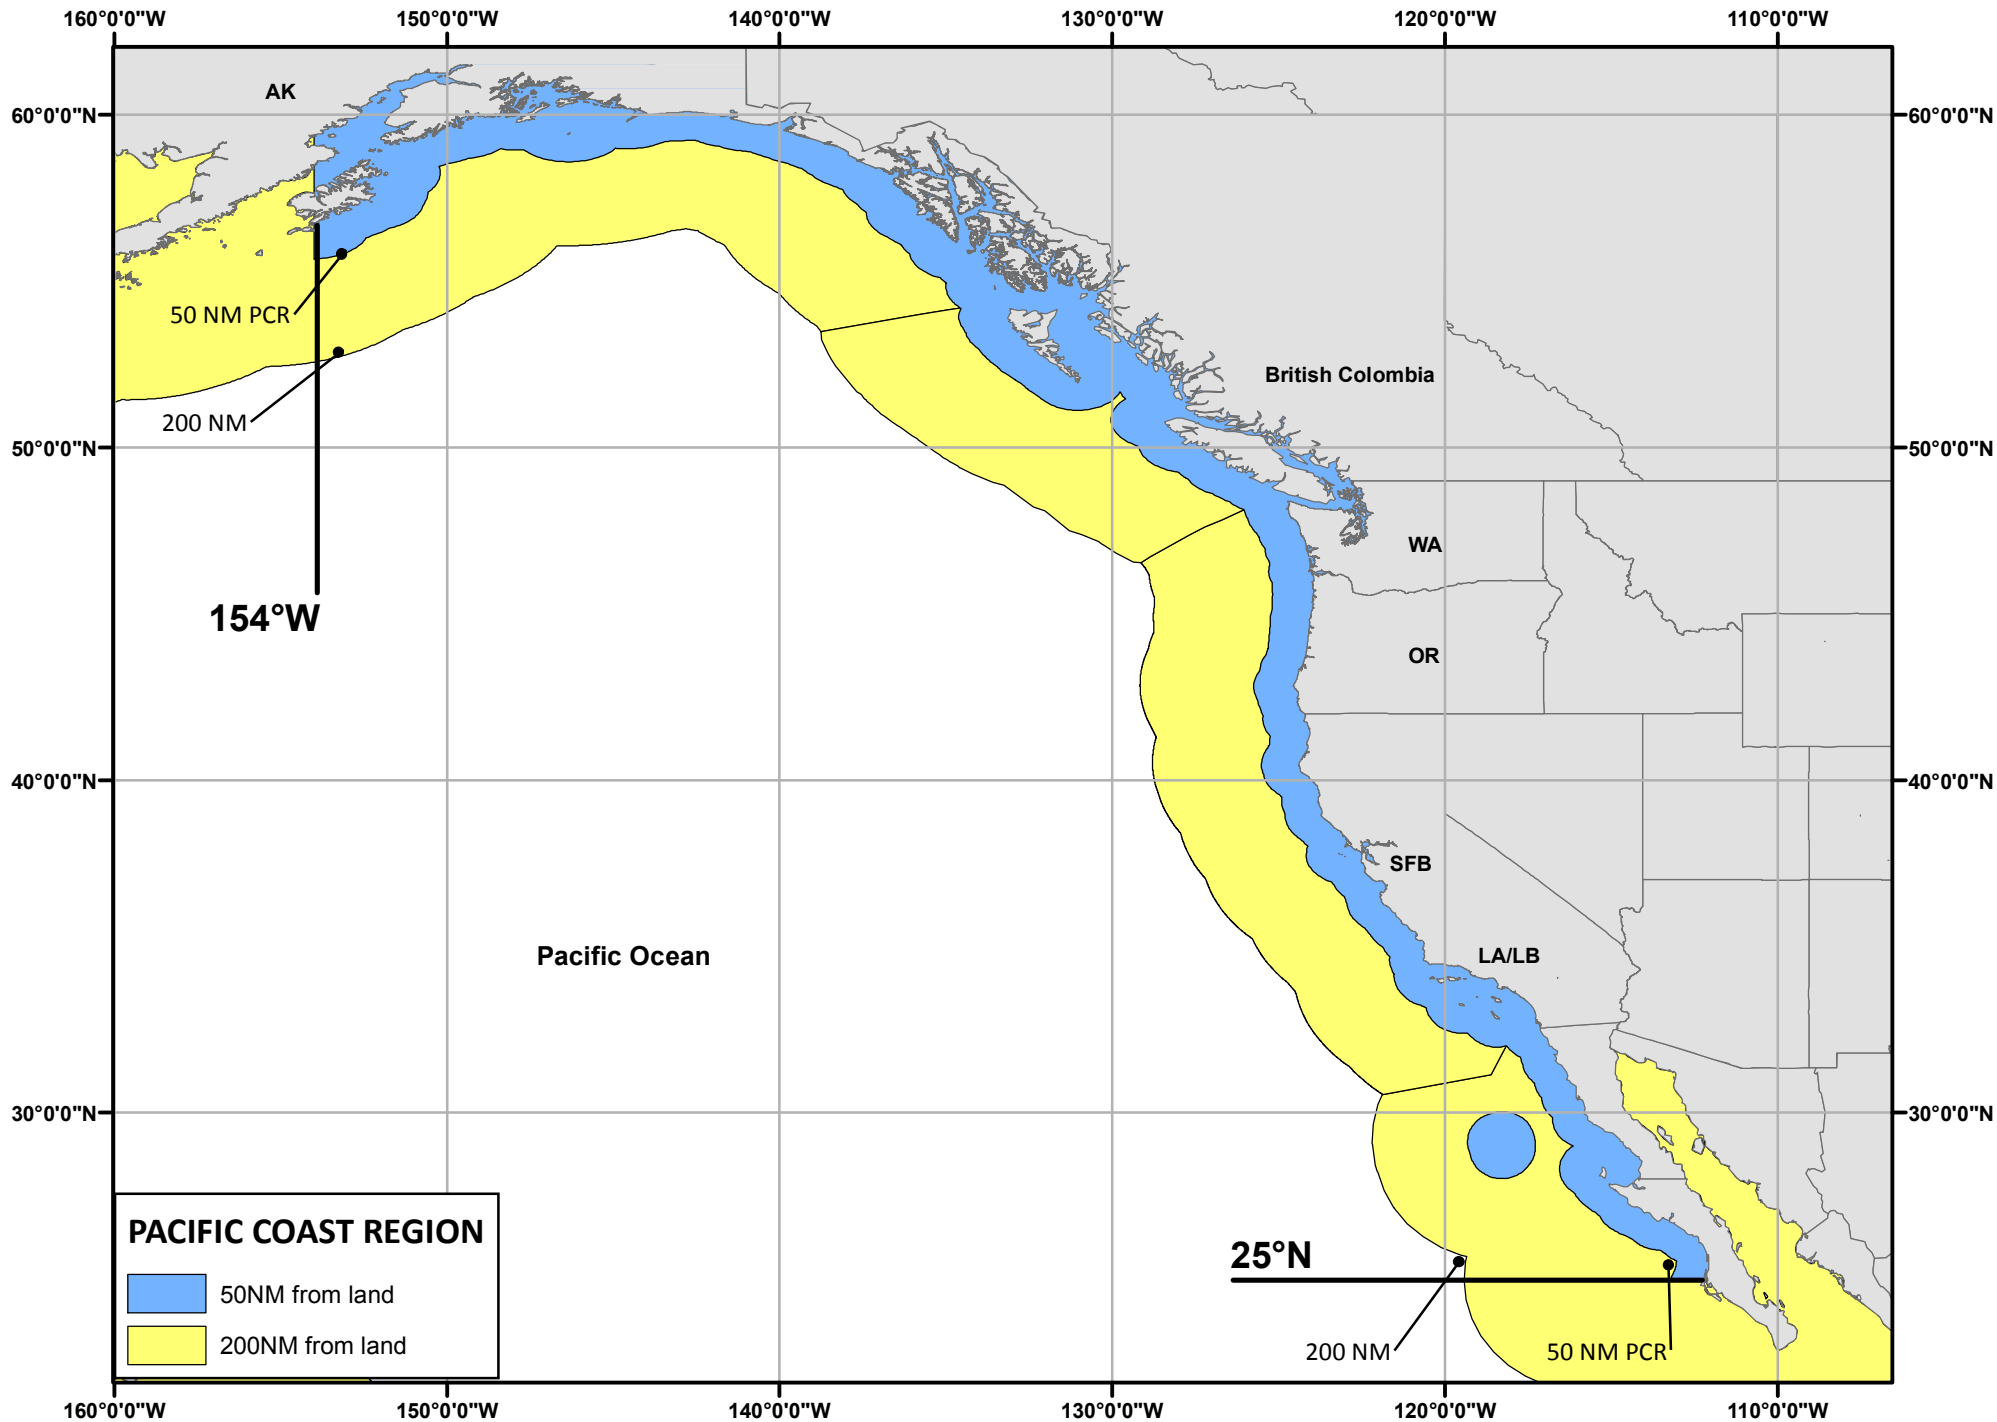 160°0'0"W 150°0'0"W 140°0'0"W 130°0'0"W 120°0'0"W 110°0'0"W
AK
60°0'0"N 60°0'0"N
50 NM PCR
British Colombia
200 NM
50°0'0"N 50°0'0"N
WA
154°W
OR
40°0'0"N 40°0'0"N
SFB
Pacific Ocean
LA/LB
30°0'0"N 30°0'0"N
PACIFIC COAST REGION
25°N
50NM from land
200NM from land
200 NM
50 NM PCR
160°0'0"W 150°0'0"W 140°0'0"W 130°0'0"W 120°0'0"W 110°0'0"W